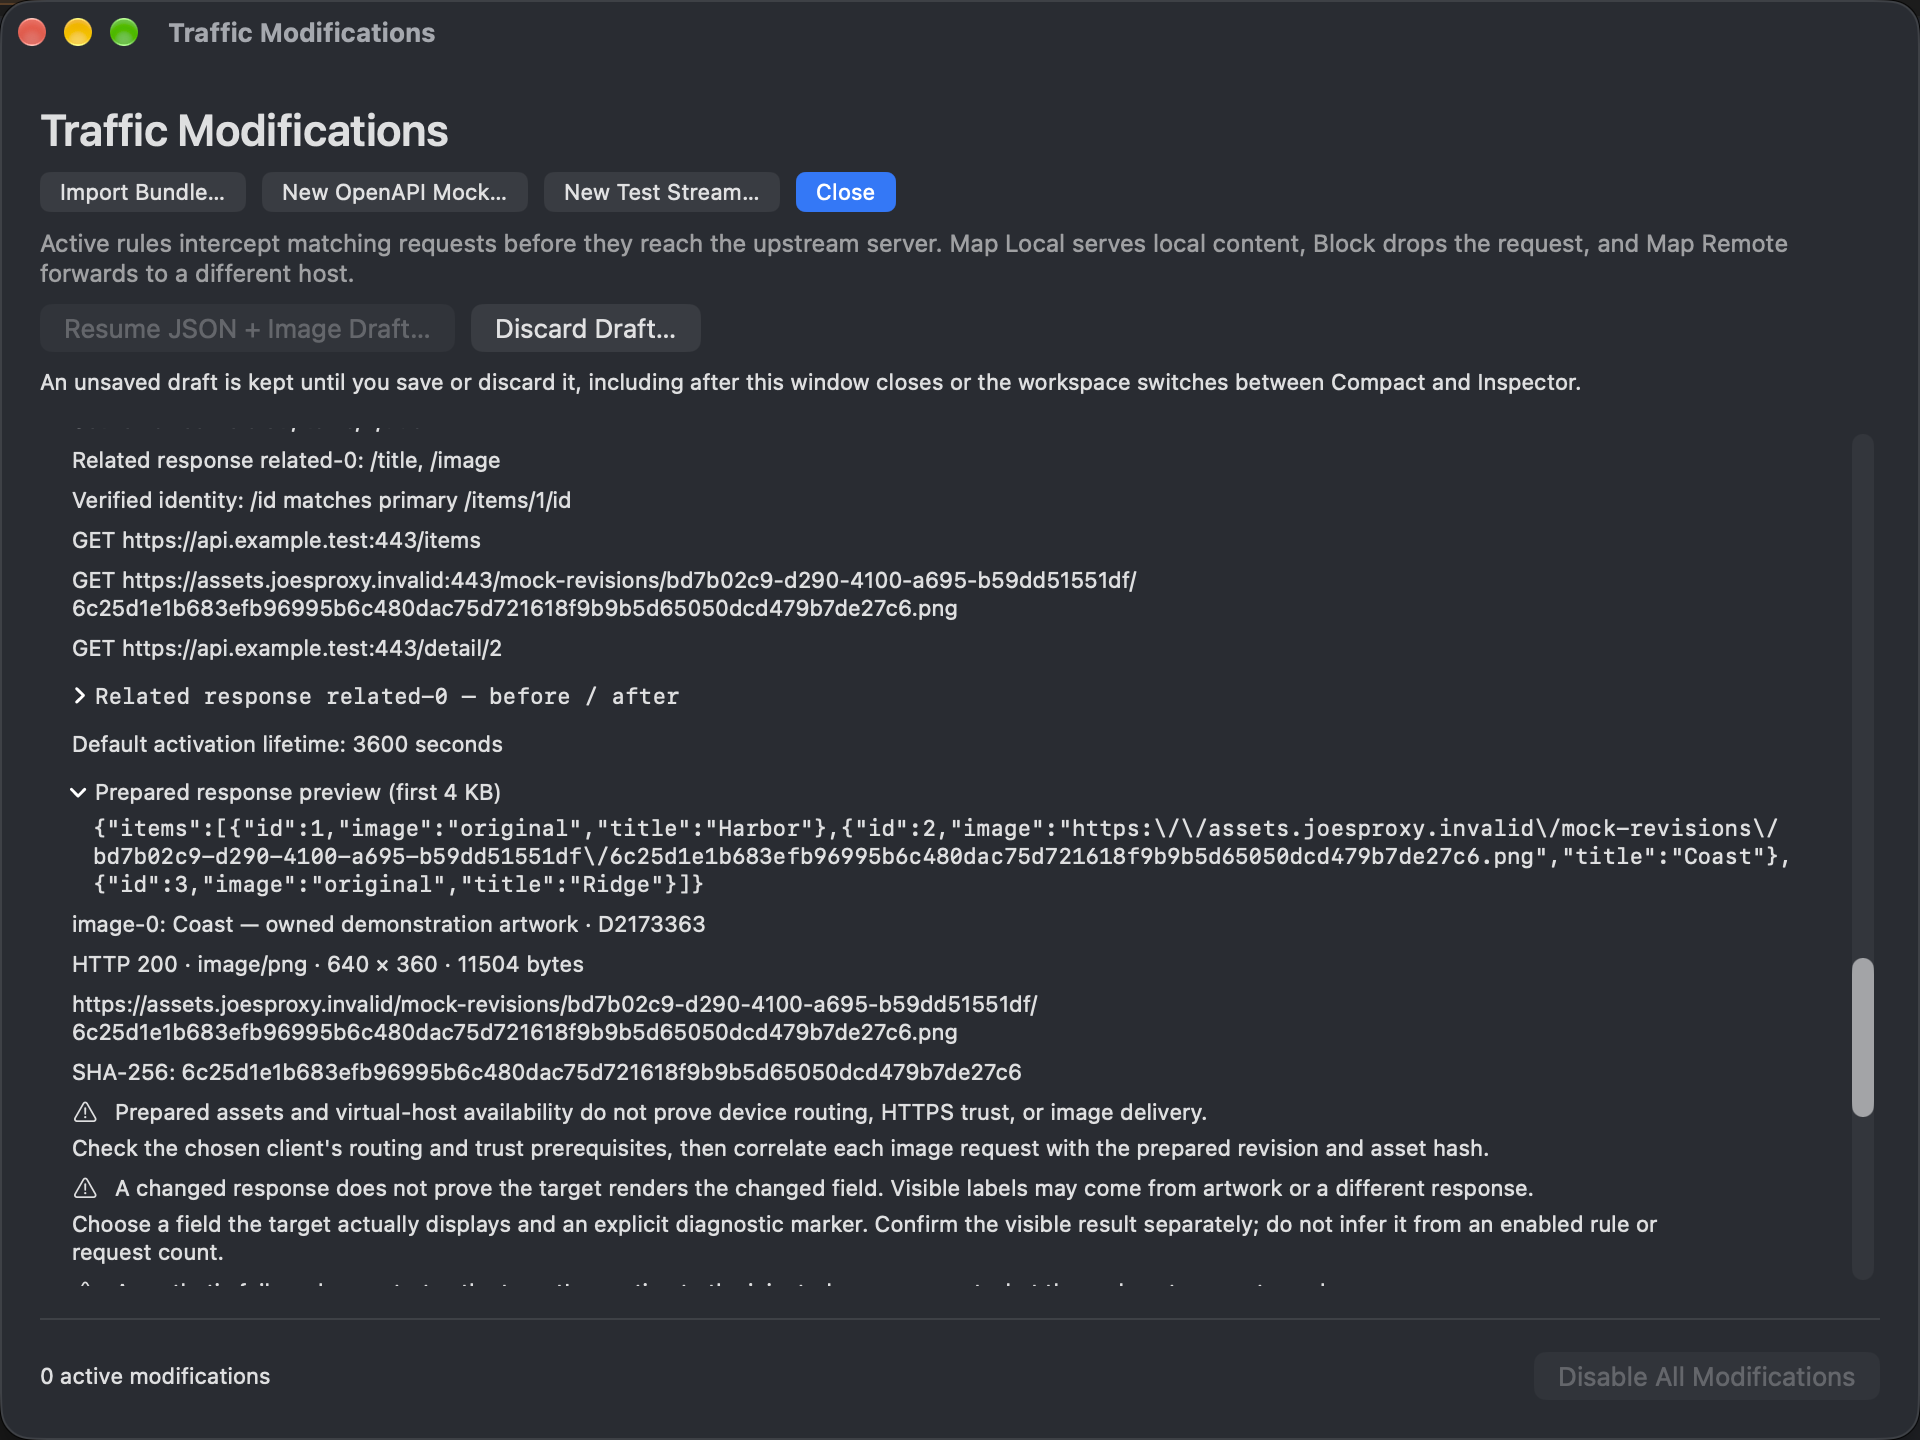 Traffic Modifications
Traffic Modifications
Import Bundle...
New OpenAPI Mock...
New Test Stream...
Close
Active rules intercept matching requests before they reach the upstream server. Map Local serves local content, Block drops the request, and Map Remote
forwards to a different host.
Resume JSON + Image Draft...
Discard Draft...
An unsaved draft is kept until you save or discard it, including after this window closes or the workspace switches between Compact and Inspector.
Related response related-0: /title, /image
Verified identity: /id matches primary /items/1/id
GET https://api.example.test:443/items
GET https://assets.joesproxy.invalid:443/mock-revisions/bd7b02c9-d290-4100-a695-b59dd51551df/
6c25d1e1b683efb96995b6c480dac75d721618f9b9b5d65050dcd479b7de27c6.png
GET https://api.example.test:443/detail/2
Related response related-0 — before / after
Default activation lifetime: 3600 seconds
Prepared response preview (first 4 KB)
{"items":[{"id":1,"image":"original","title":"Harbor"},{"id":2,"image":"https:\/\/assets.joesproxy.invalid\/mock-revisions\/
bd7b02c9-d290-4100-a695-b59dd51551df\/6c25d1e1b683efb96995b6c480dac75d721618f9b9b5d65050dcd479b7de27c6.png","title":"Coast"},
{"id":3,"image":"original","title":"Ridge"}]}
image-0: Coast — owned demonstration artwork · D2173363
HTTP 200 · image/png · 640 × 360 · 11504 bytes
https://assets.joesproxy.invalid/mock-revisions/bd7b02c9-d290-4100-a695-b59dd51551df/
6c25d1e1b683efb96995b6c480dac75d721618f9b9b5d65050dcd479b7de27c6.png
SHA-256: 6c25d1e1b683efb96995b6c480dac75d721618f9b9b5d65050dcd479b7de27c6
Prepared assets and virtual-host availability do not prove device routing, HTTPS trust, or image delivery.
Check the chosen client's routing and trust prerequisites, then correlate each image request with the prepared revision and asset hash.
A changed response does not prove the target renders the changed field. Visible labels may come from artwork or a different response.
Choose a field the target actually displays and an explicit diagnostic marker. Confirm the visible result separately; do not infer it from an enabled rule or
request count.
0 active modifications
Disable All Modifications